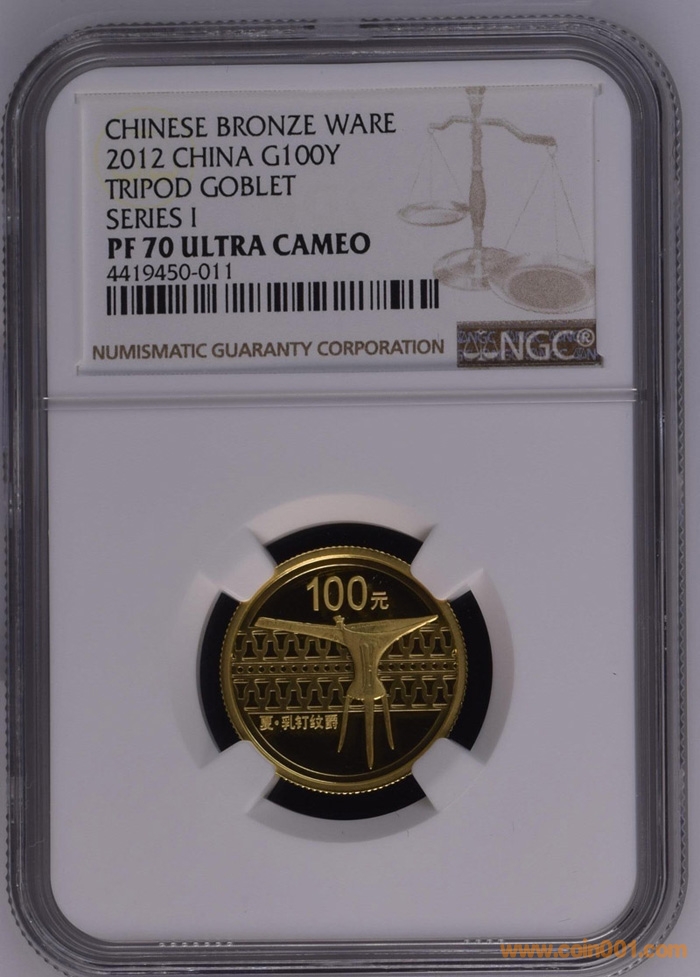 CHINESE BRONZE WARE
2012 CHINA G100Y
TRIPOD GOBLET
SERIES I
PF 70 ULTRA CAMEO
4419450-011
NUMISMATIC GUARANTY CORPORATION
NGC®
100元
夏·乳钉纹爵
www.coin001.com